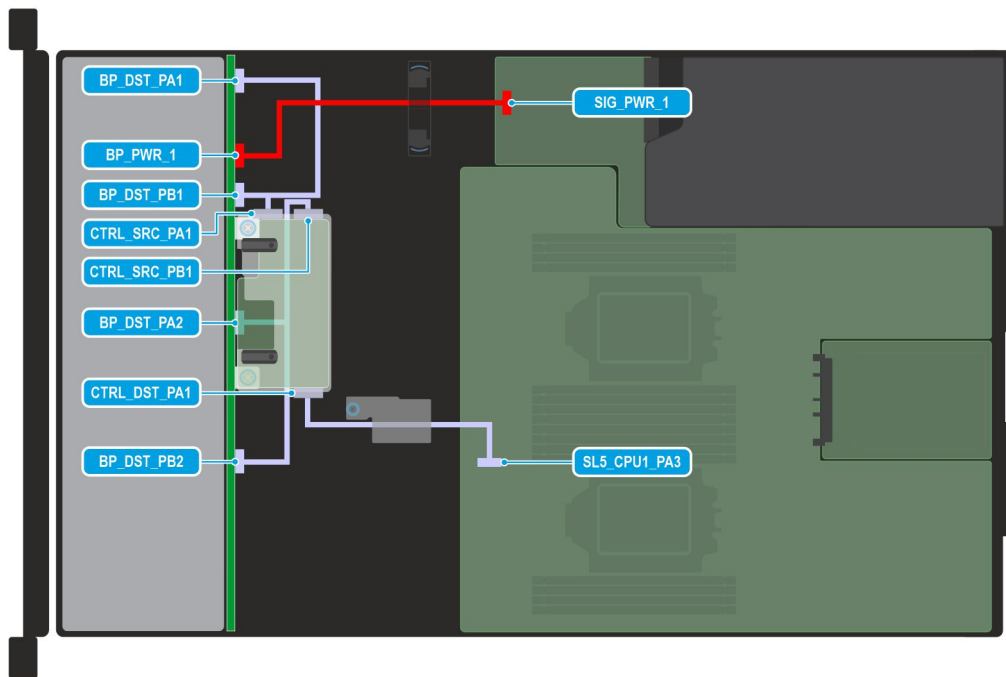 BP_DST_PA1
SIG_PWR_1
BP_PWR_1
BP_DST_PB1
CTRL_SRC_PA1
CTRL_SRC_PB1
BP_DST_PA2
CTRL_DST_PA1
BP_DST_PB2
SL5_CPU1_PA3